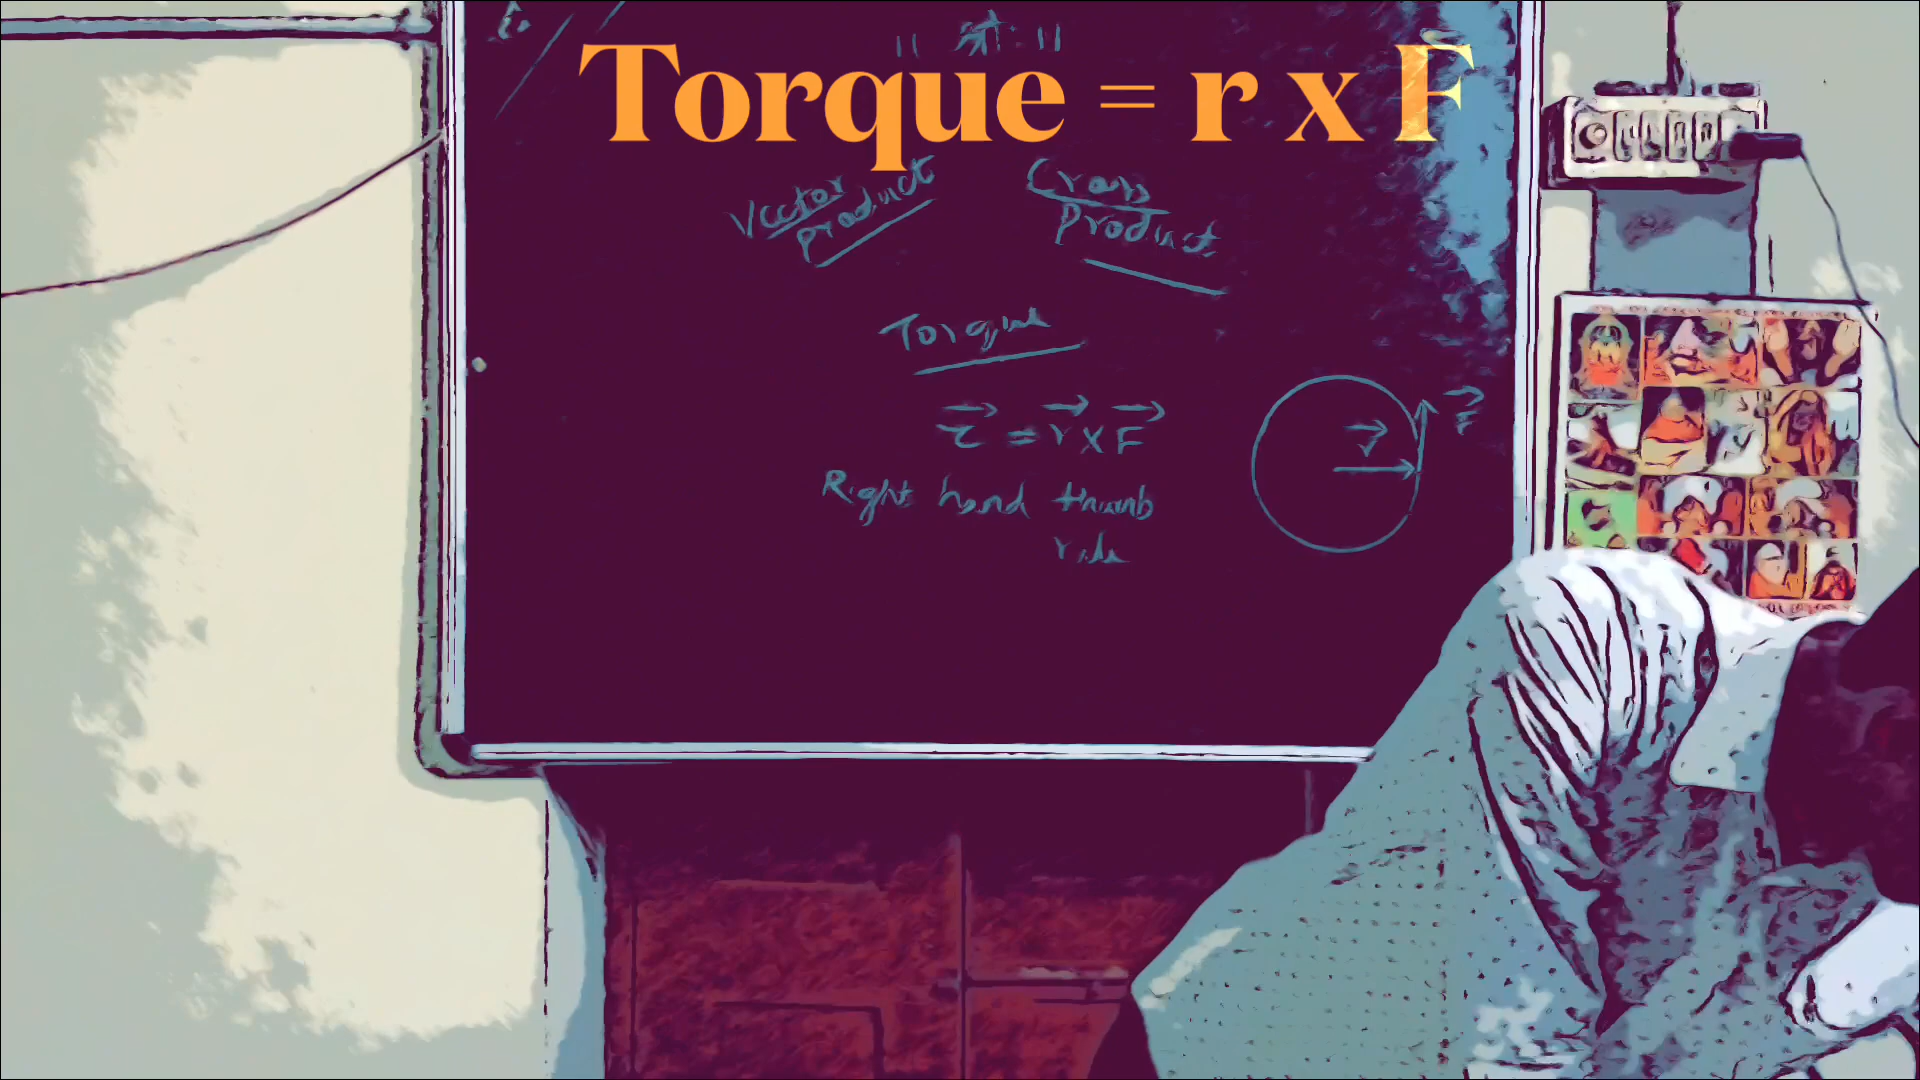 Torque = r x F
Vector
product
Cross
Product
Torque
τ⃗ = r⃗ × F⃗
r⃗
F⃗
Right hand thumb
rule